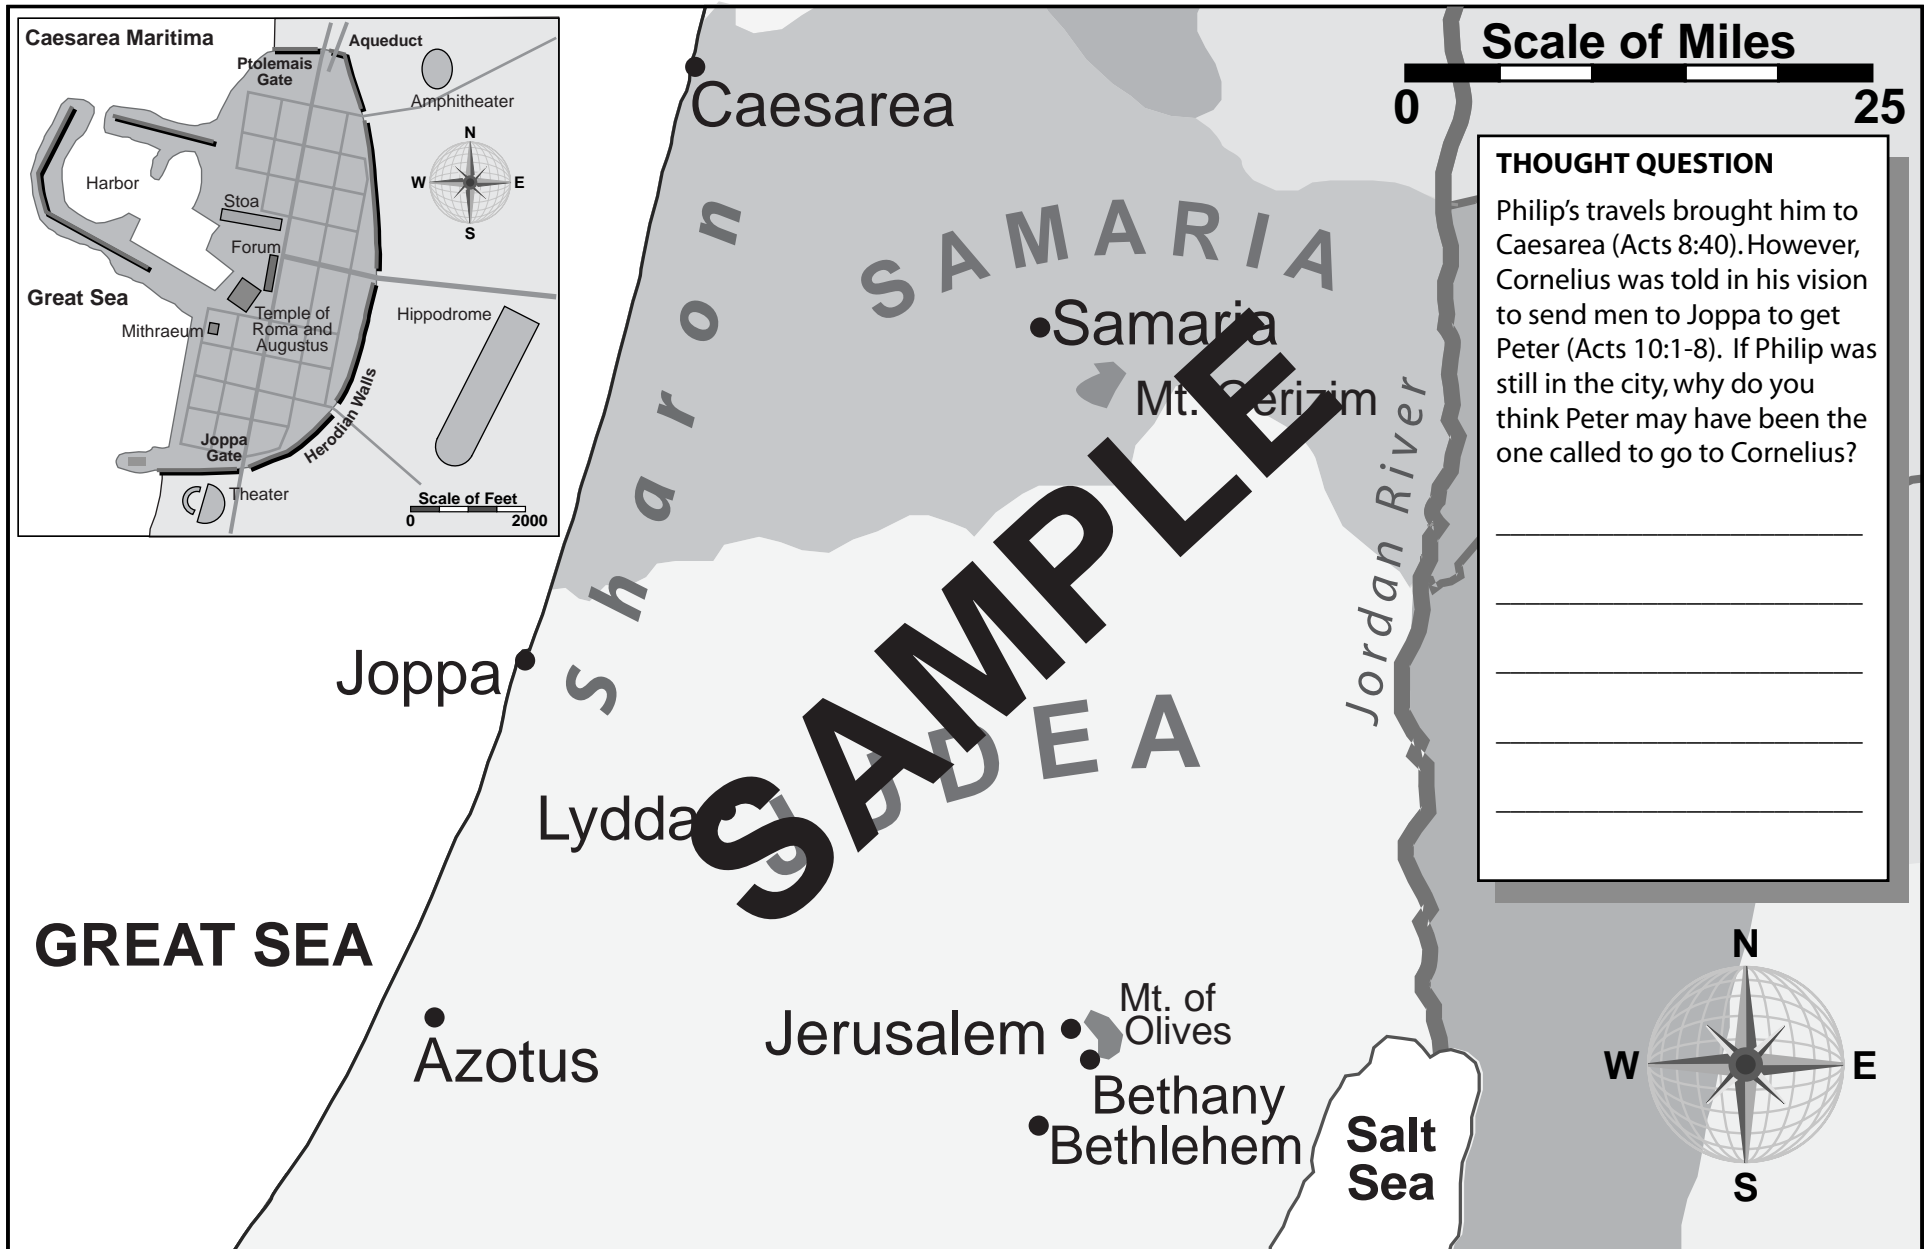 Caesarea Maritima
Aqueduct
Ptolemais
Gate
Amphitheater
N
W
E
S
Harbor
Stoa
Forum
Great Sea
Temple of
Roma and
Augustus
Mithraeum
Hippodrome
Herodian Walls
Joppa
Gate
Theater
Scale of Feet
0
2000
Scale of Miles
0
25
Caesarea
Sharon
SAMARIA
Samaria
Mt. Gerizim
Jordan River
THOUGHT QUESTION
Philip's travels brought him to
Caesarea (Acts 8:40). However,
Cornelius was told in his vision
to send men to Joppa to get
Peter (Acts 10:1-8). If Philip was
still in the city, why do you
think Peter may have been the
one called to go to Cornelius?
SAMPLE
Joppa
JUDEA
Lydda
GREAT SEA
Azotus
Jerusalem
Mt. of
Olives
Bethany
Bethlehem
Salt
Sea
N
W
E
S